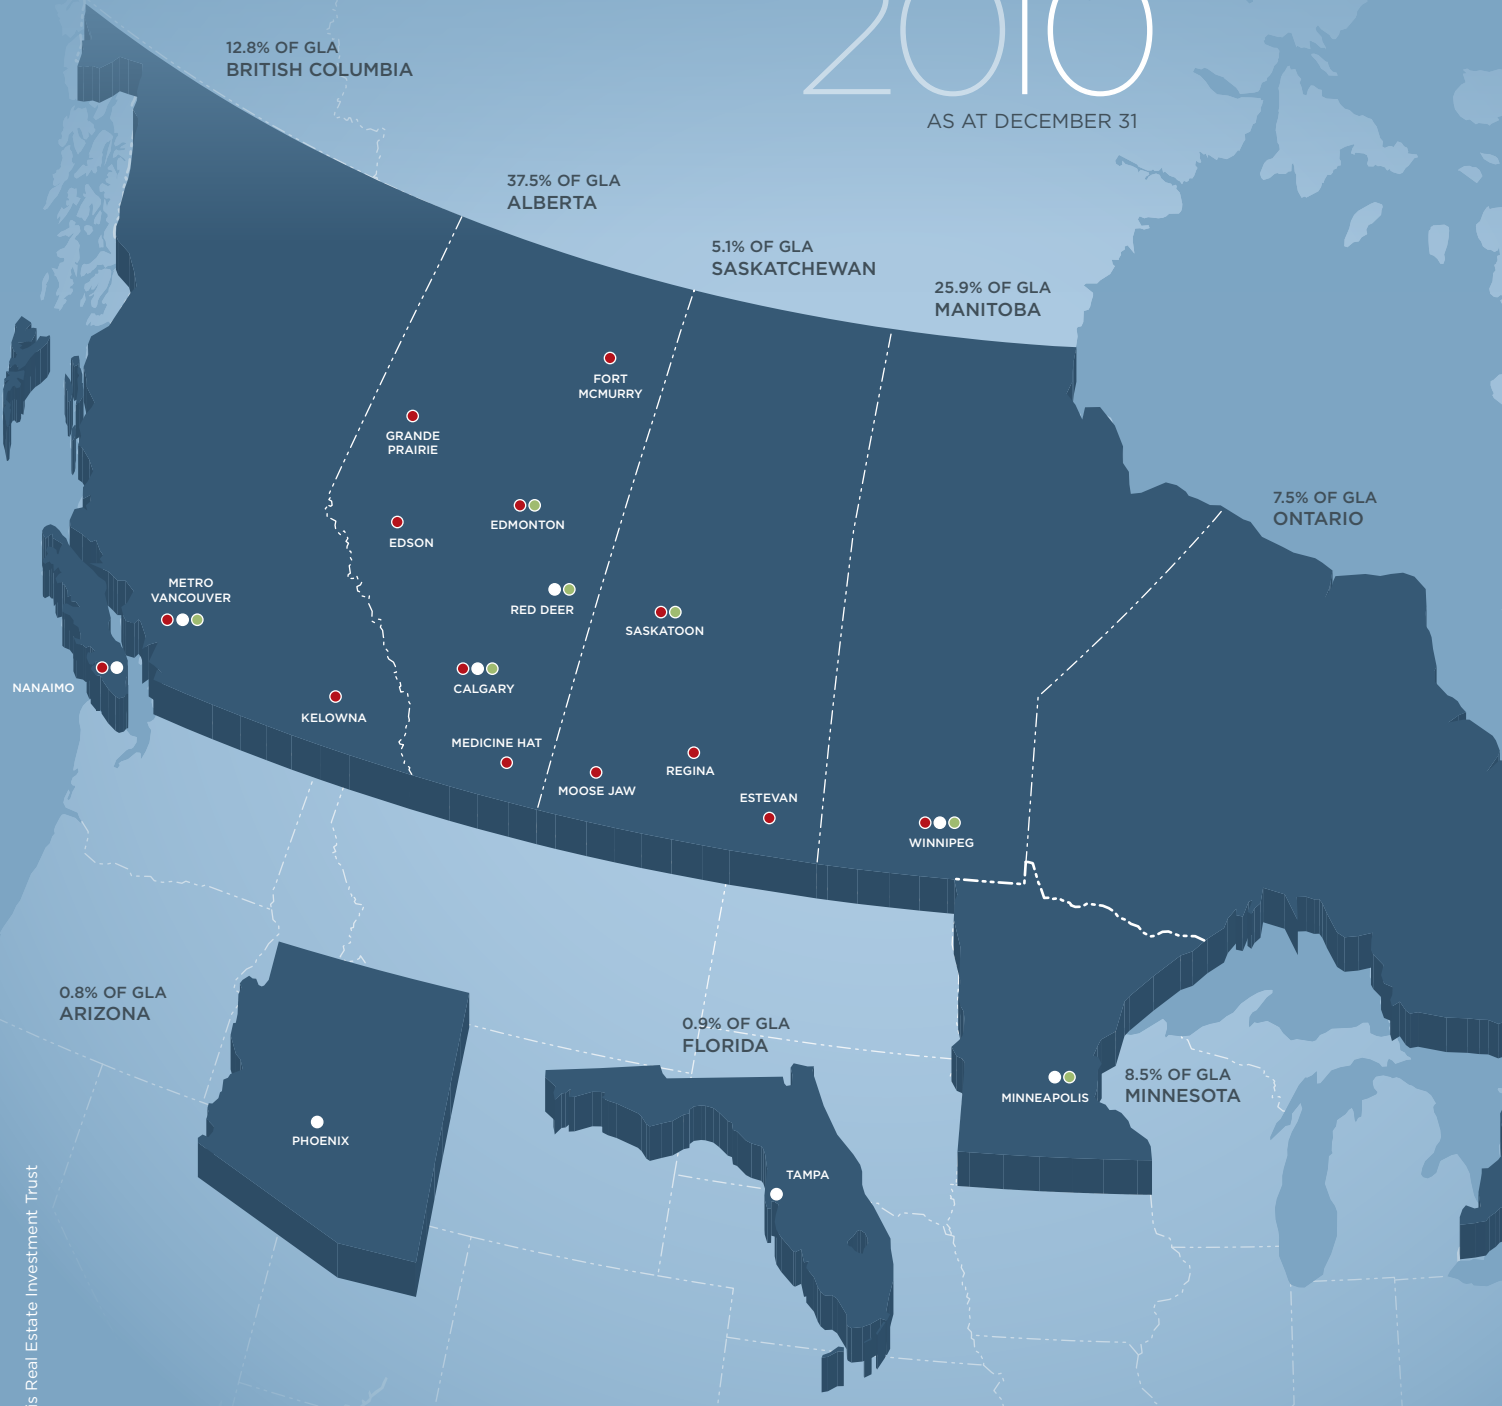 2010
AS AT DECEMBER 31
12.8% OF GLA
BRITISH COLUMBIA
37.5% OF GLA
ALBERTA
5.1% OF GLA
SASKATCHEWAN
25.9% OF GLA
MANITOBA
7.5% OF GLA
ONTARIO
FORT
MCMURRY
GRANDE
PRAIRIE
EDMONTON
EDSON
METRO
VANCOUVER
RED DEER
SASKATOON
NANAIMO
CALGARY
KELOWNA
MEDICINE HAT
REGINA
MOOSE JAW
ESTEVAN
WINNIPEG
0.8% OF GLA
ARIZONA
0.9% OF GLA
FLORIDA
8.5% OF GLA
MINNESOTA
MINNEAPOLIS
PHOENIX
TAMPA
is Real Estate Investment Trust